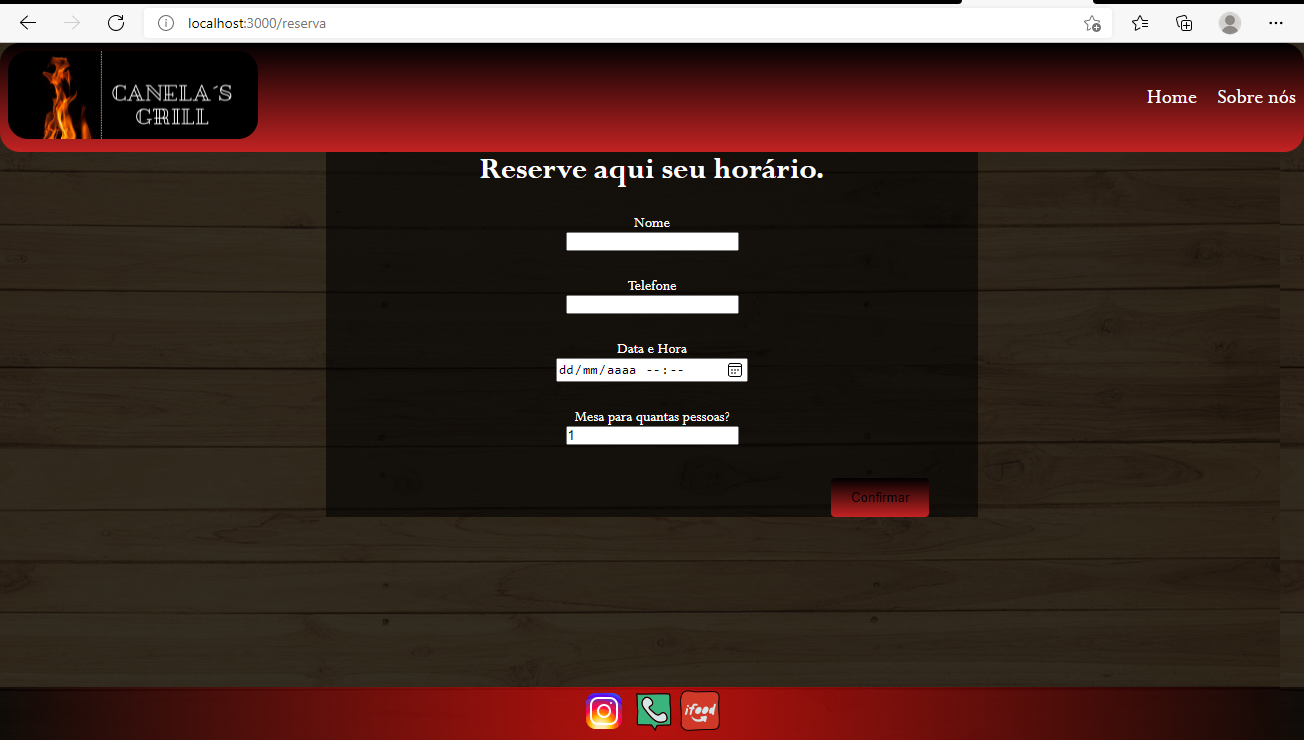 localhost:3000/reserva
CANELA´S
GRILL
Home Sobre nós
Reserve aqui seu horário.
Nome
Telefone
Data e Hora
dd/mm/aaaa --:--
Mesa para quantas pessoas?
1
Confirmar
ifood